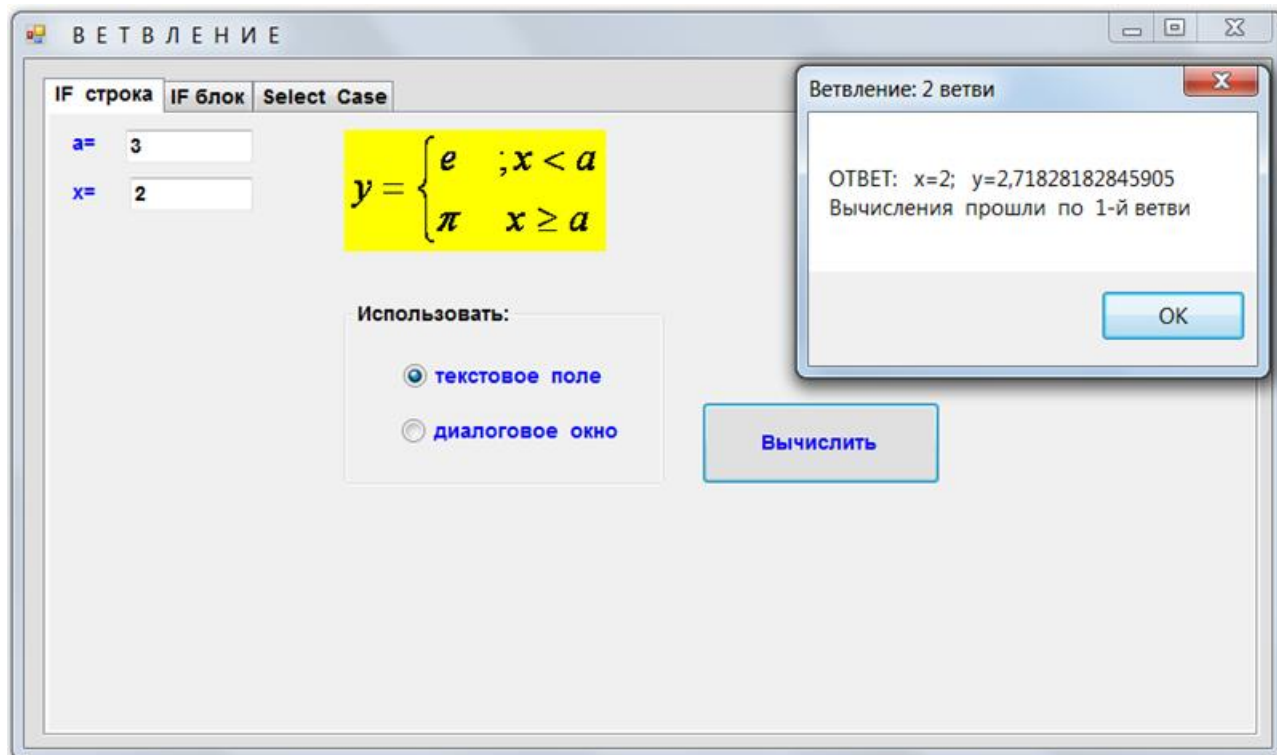 В Е Т В Л Е Н И Е
IF строка IF блок Select Case
a= 3
x= 2
y = { e ; x < a
π x ≥ a
Использовать:
текстовое поле
диалоговое окно
Вычислить
Ветвление: 2 ветви
ОТВЕТ: x=2; y=2,71828182845905
Вычисления прошли по 1-й ветви
OK